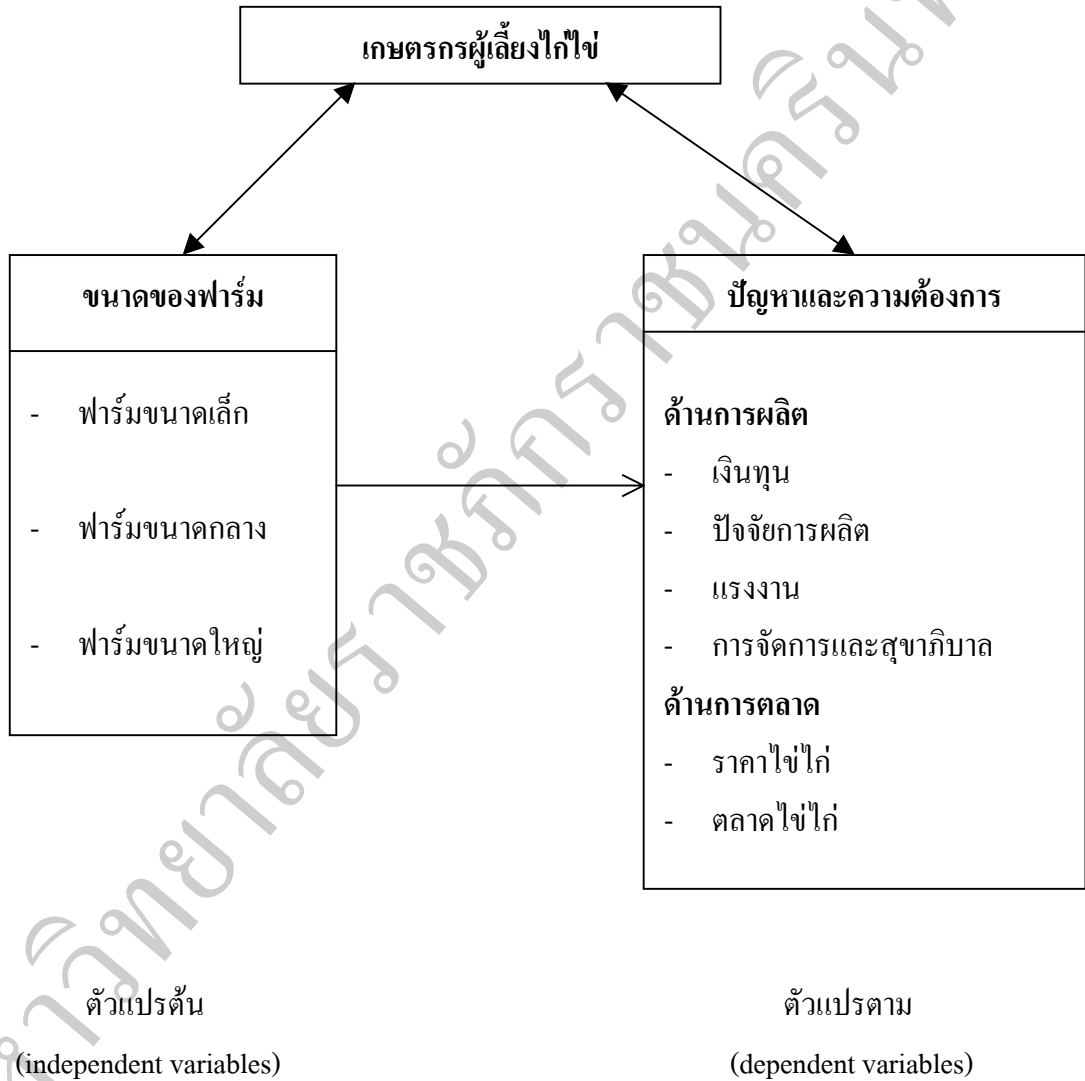 เกษตรกรผู้เลี้ยงไก่ไข่
ขนาดของฟาร์ม
- ฟาร์มขนาดเล็ก
- ฟาร์มขนาดกลาง
- ฟาร์มขนาดใหญ่
ปัญหาและความต้องการ
ด้านการผลิต
- เงินทุน
- ปัจจัยการผลิต
- แรงงาน
- การจัดการและสุขาภิบาล
ด้านการตลาด
- ราคาไข่ไก่
- ตลาดไข่ไก่
ตัวแปรต้น
(independent variables)
ตัวแปรตาม
(dependent variables)